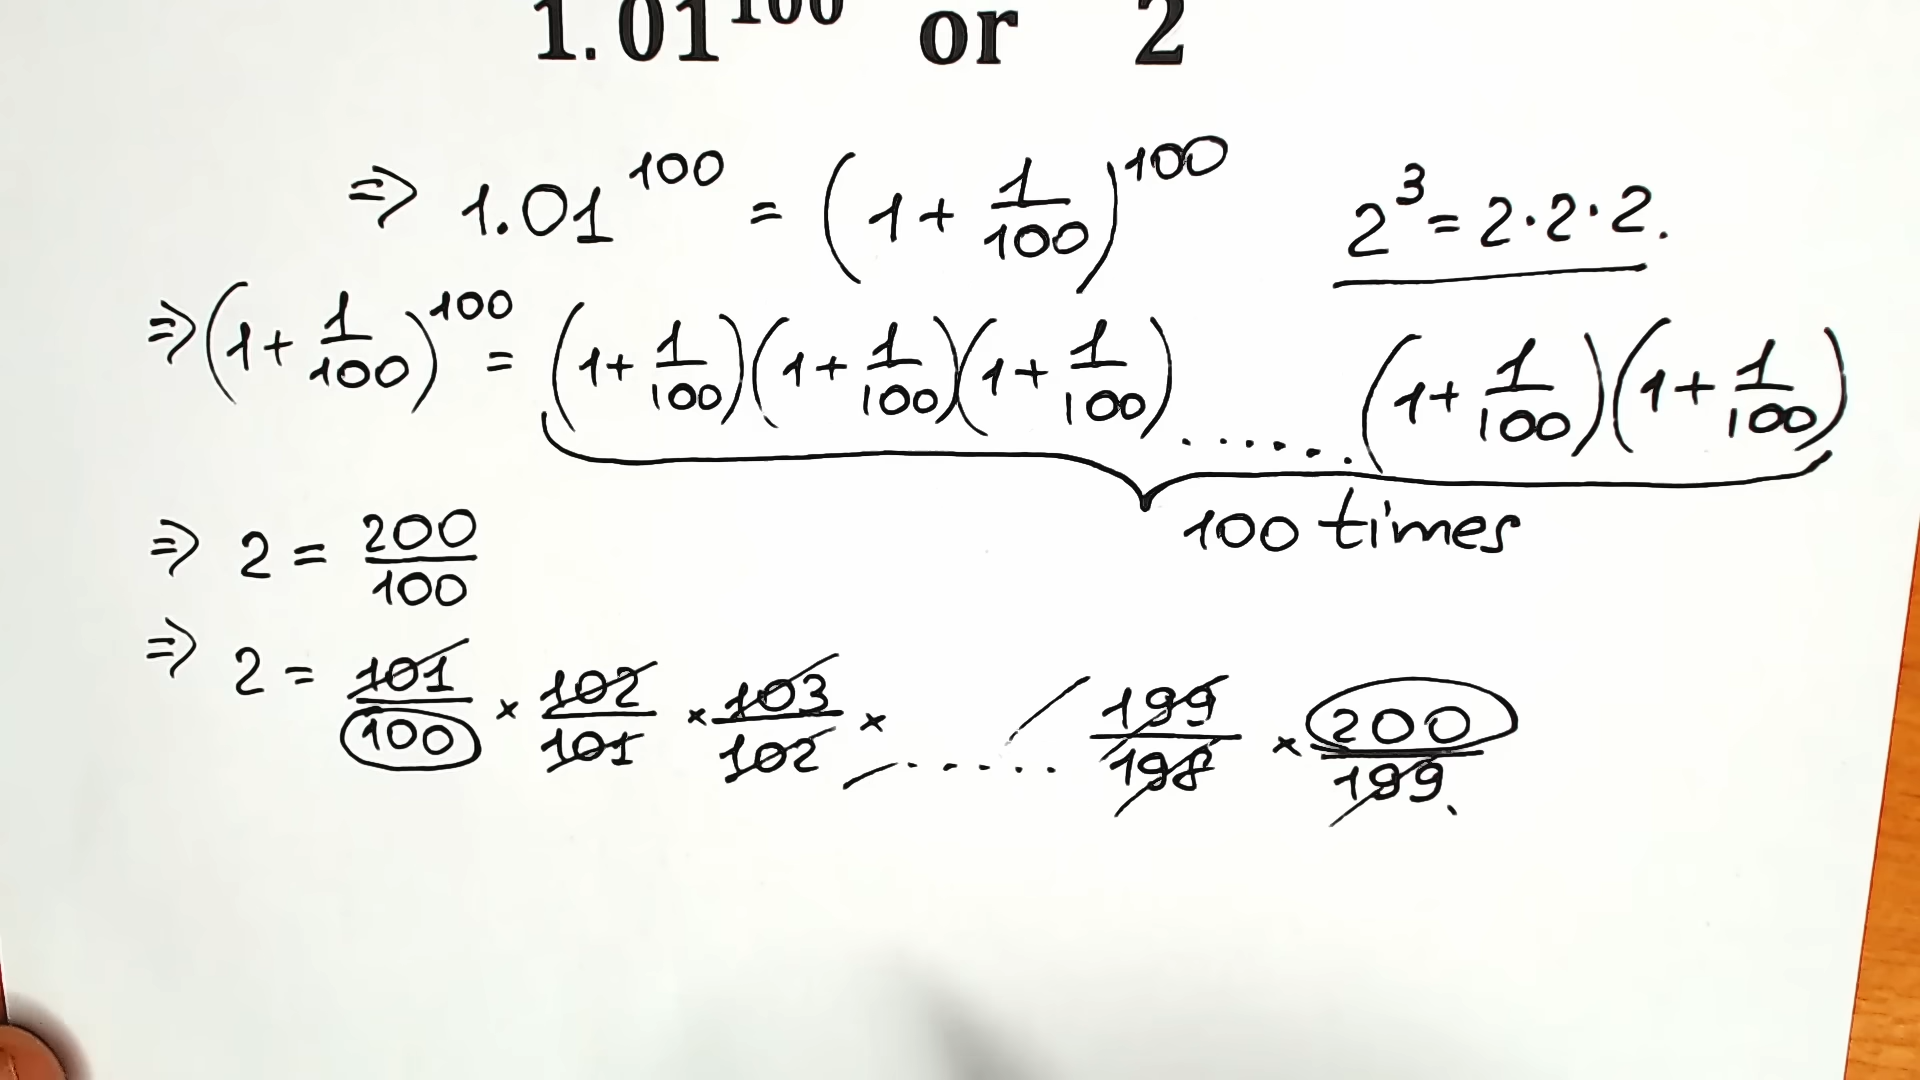 1.01^100 or 2
⇒ 1.01^100 = (1 + 1/100)^100
2^3 = 2·2·2.
⇒ (1 + 1/100)^100 = (1 + 1/100)(1 + 1/100)(1 + 1/100) ...... (1 + 1/100)(1 + 1/100)
100 times
⇒ 2 = 200/100
⇒ 2 = 101/100 × 102/101 × 103/102 × ..... 199/198 × 200/199.